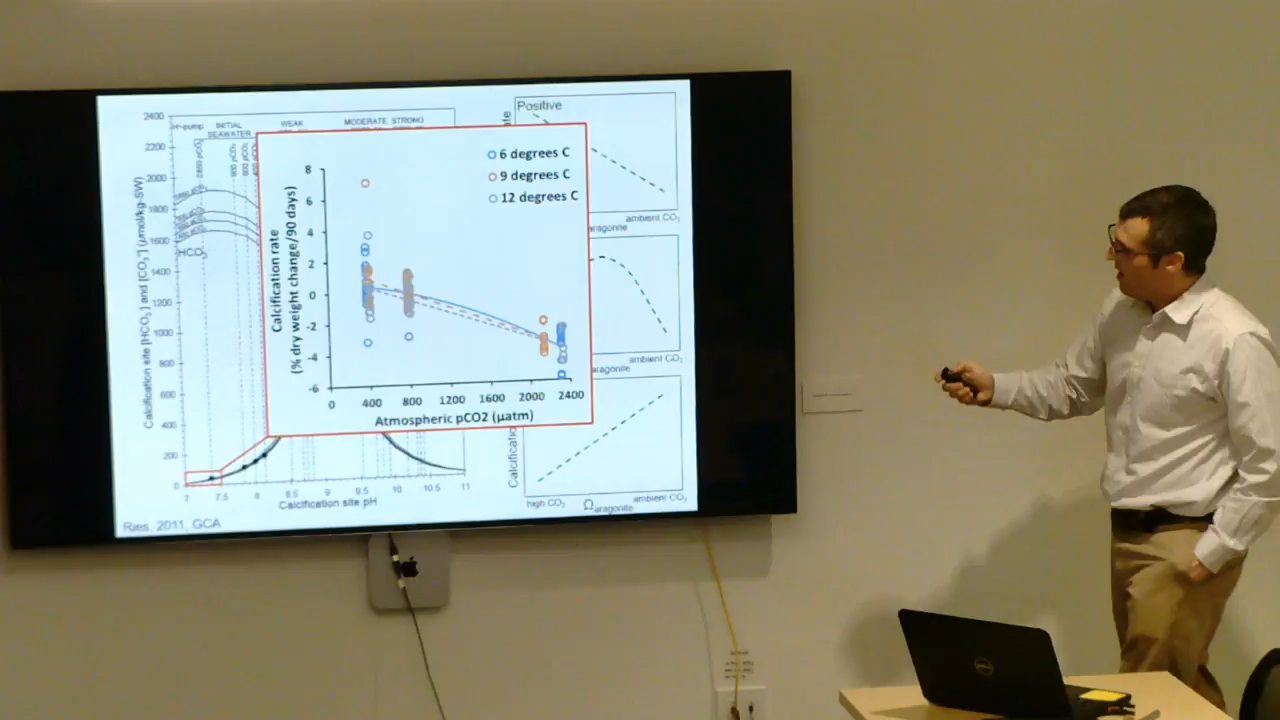 2400
2200
2000
1800
1600
1400
1200
1000
800
600
400
200
0
Calcification site [HCO3-] and [CO32-] (μmol/kg-SW)
INITIAL
SEAWATER
WEAK
MODERATE STRONG
HCO3-
7.5
8
8.5
9
9.5
10
10.5
11
Calcification site pH
Ries. 2011, GCA
8
6
4
2
0
-2
-4
-6
Calcification rate
(% dry weight change/90 days)
6 degrees C
9 degrees C
12 degrees C
0 400 800 1200 1600 2000 2400
Atmospheric pCO2 (μatm)
Positive
ambient CO2
aragonite
ambient CO2
aragonite
high CO2
Ωaragonite
ambient CO2
DELL